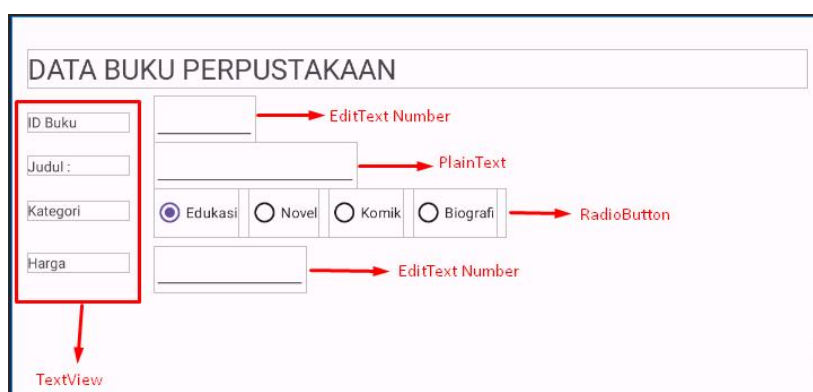 DATA BUKU PERPUSTAKAAN
ID Buku
EditText Number
Judul :
PlainText
Kategori
Edukasi Novel Komik Biografi
RadioButton
Harga
EditText Number
TextView